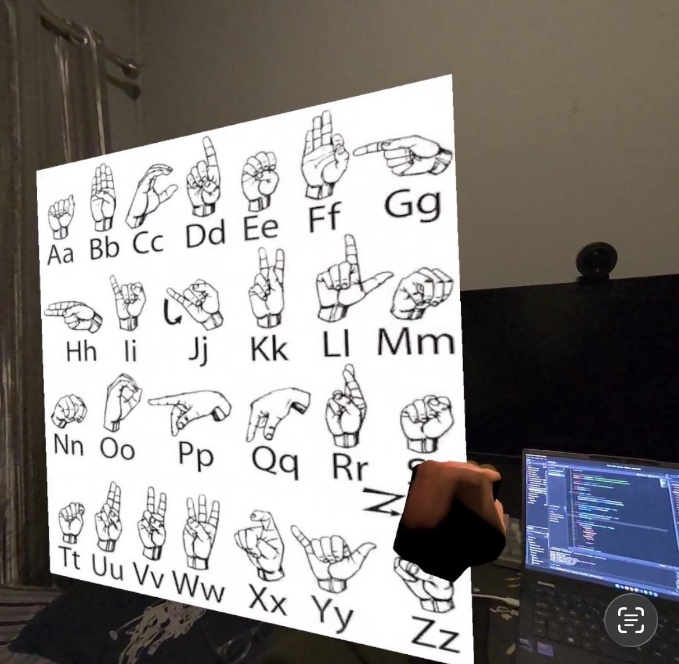 Aa Bb Cc Dd Ee Ff Gg
Hh Ii Jj Kk Ll Mm
Nn Oo Pp Qq Rr
Tt Uu Vv Ww Xx Yy Zz